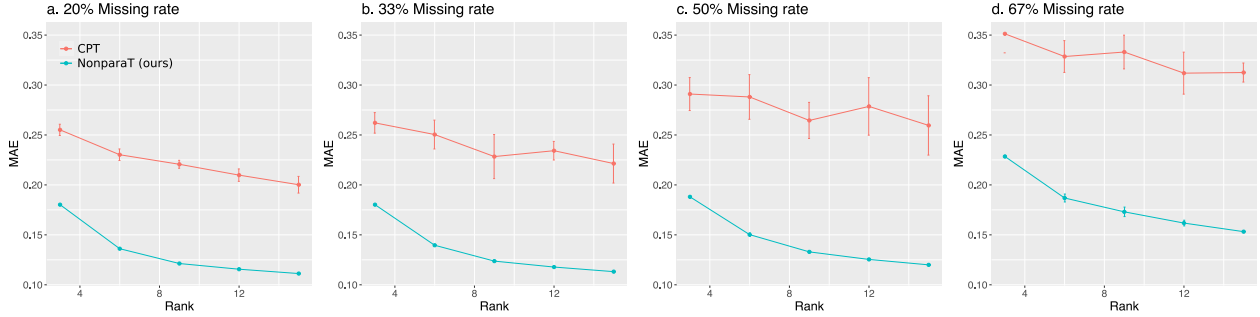 a. 20% Missing rate
0.35
0.30
0.25
0.20
0.15
0.10
MAE
CPT
NonparaT (ours)
4
8
12
Rank
b. 33% Missing rate
0.35
0.30
0.25
0.20
0.15
0.10
MAE
4
8
12
Rank
c. 50% Missing rate
0.35
0.30
0.25
0.20
0.15
0.10
MAE
4
8
12
Rank
d. 67% Missing rate
0.35
0.30
0.25
0.20
0.15
0.10
MAE
4
8
12
Rank